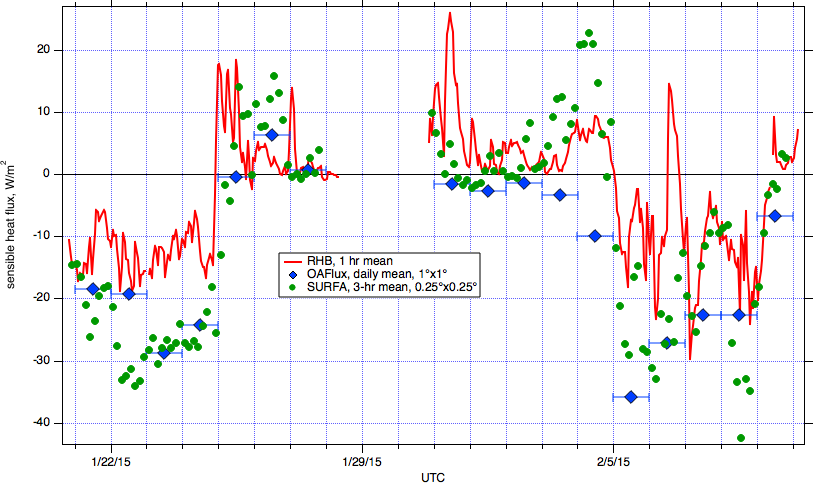 sensible heat flux, W/m²
20
10
0
-10
-20
-30
-40
RHB, 1 hr mean
OAFlux, daily mean, 1°x1°
SURFA, 3-hr mean, 0.25°x0.25°
1/22/15
1/29/15
2/5/15
UTC